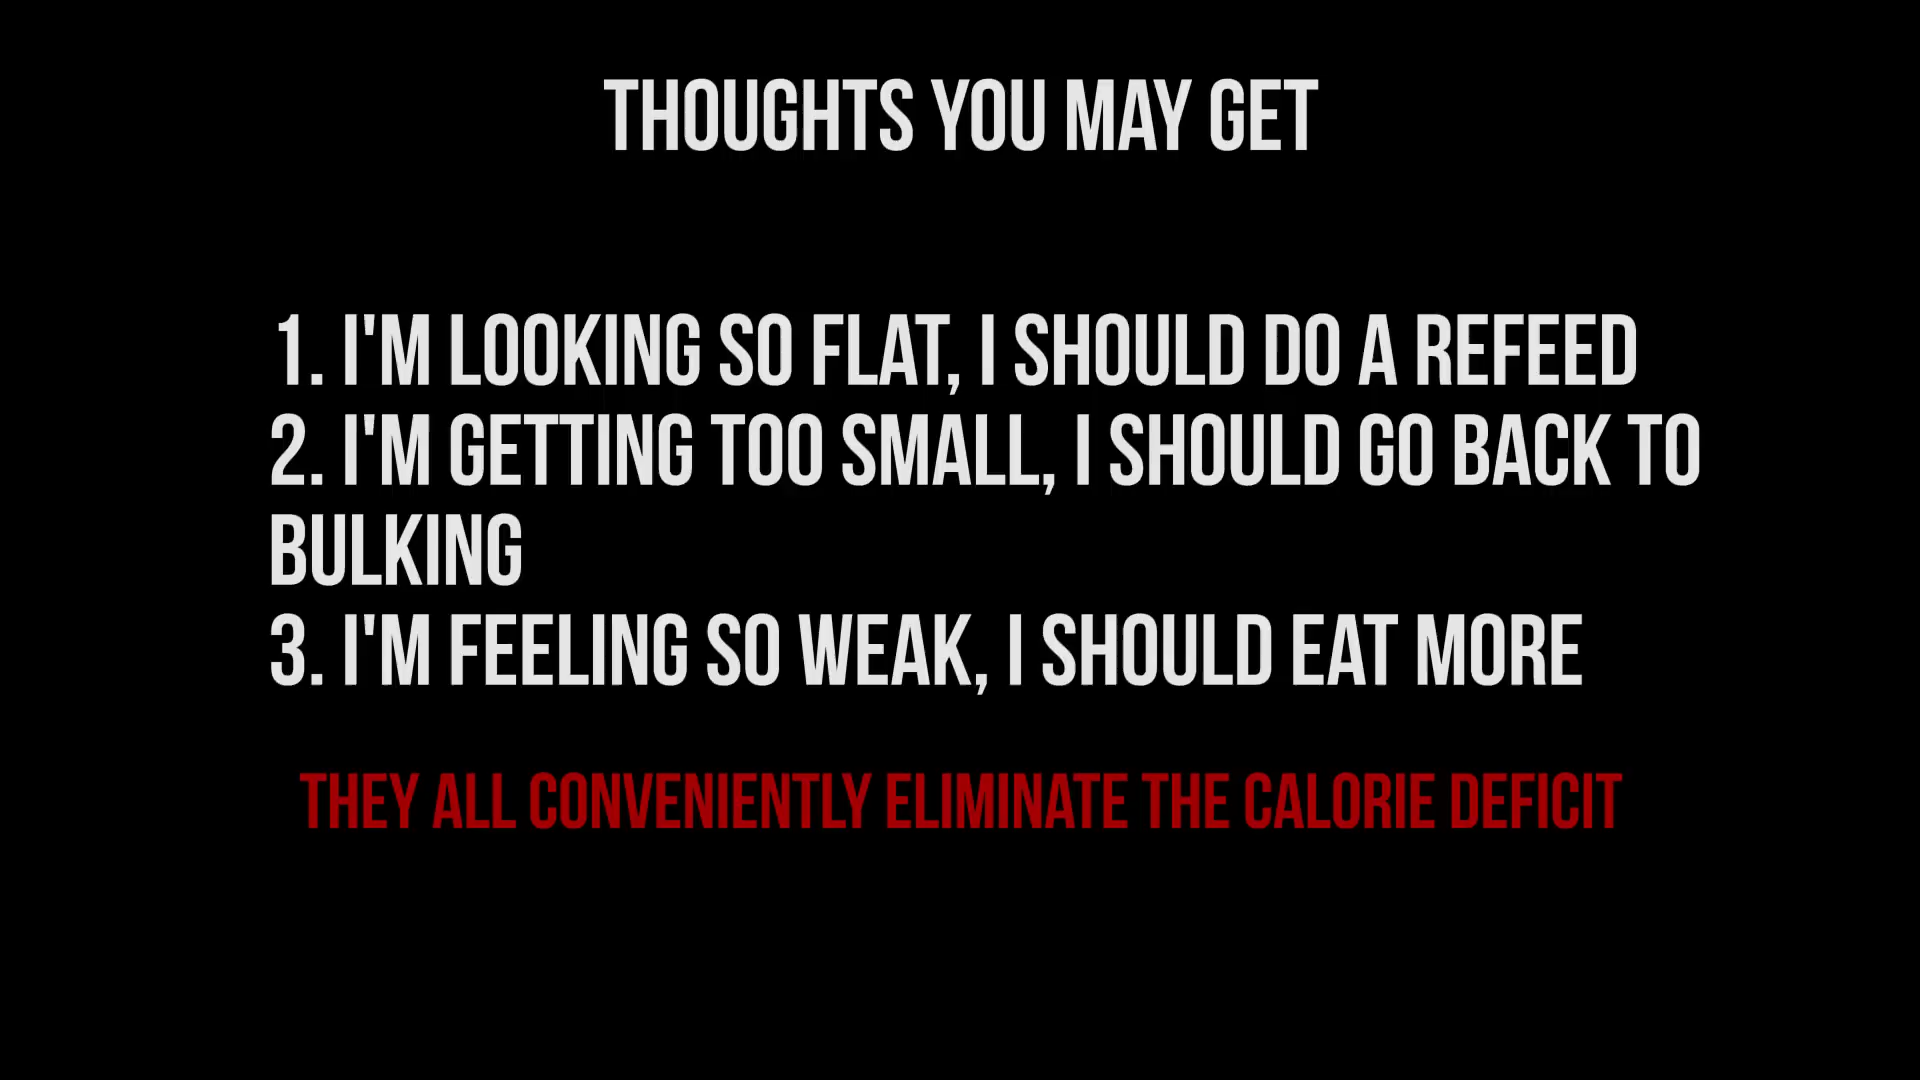 THOUGHTS YOU MAY GET
1. I'M LOOKING SO FLAT, I SHOULD DO A REFEED
2. I'M GETTING TOO SMALL, I SHOULD GO BACK TO
BULKING
3. I'M FEELING SO WEAK, I SHOULD EAT MORE
THEY ALL CONVENIENTLY ELIMINATE THE CALORIE DEFICIT